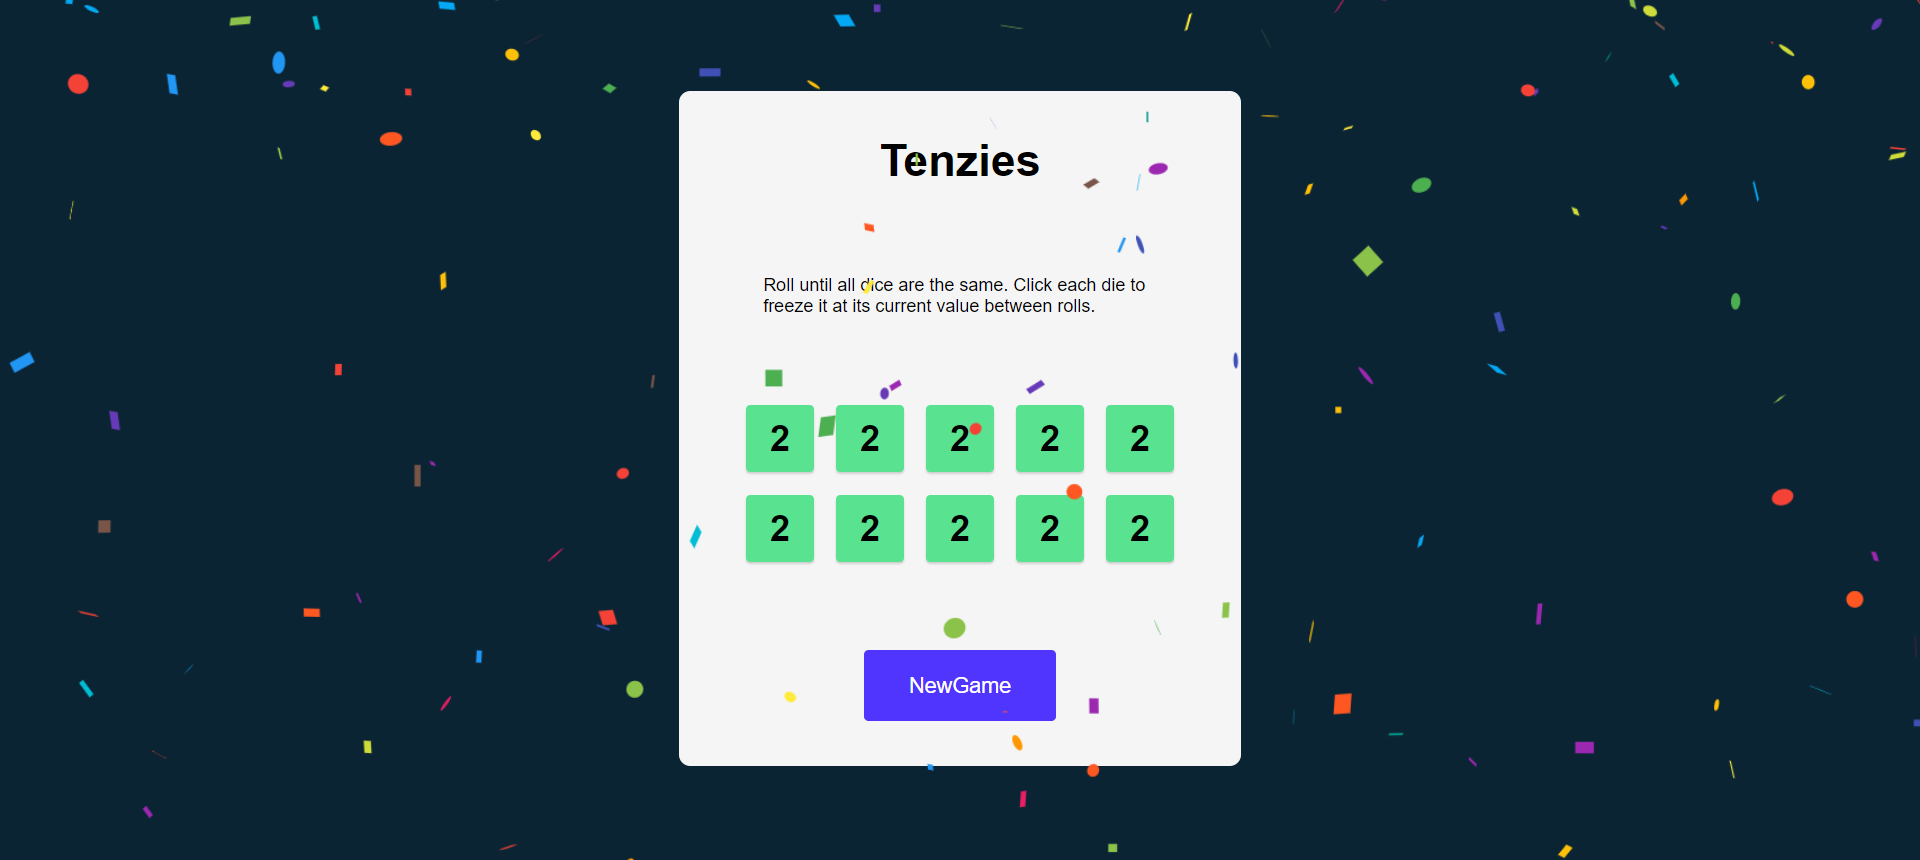 Tenzies
Roll until all dice are the same. Click each die to
freeze it at its current value between rolls.
2 2 2 2 2
2 2 2 2 2
NewGame